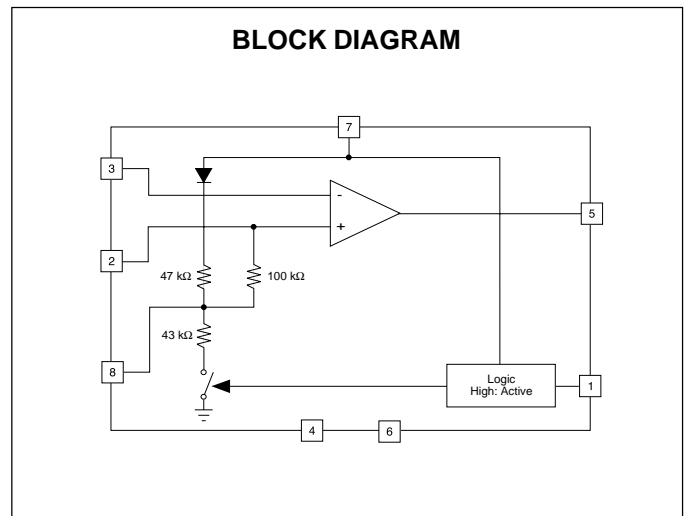 BLOCK DIAGRAM
7
3
-
5
2
+
47 kΩ
100 kΩ
43 kΩ
8
Logic
High: Active
1
4
6